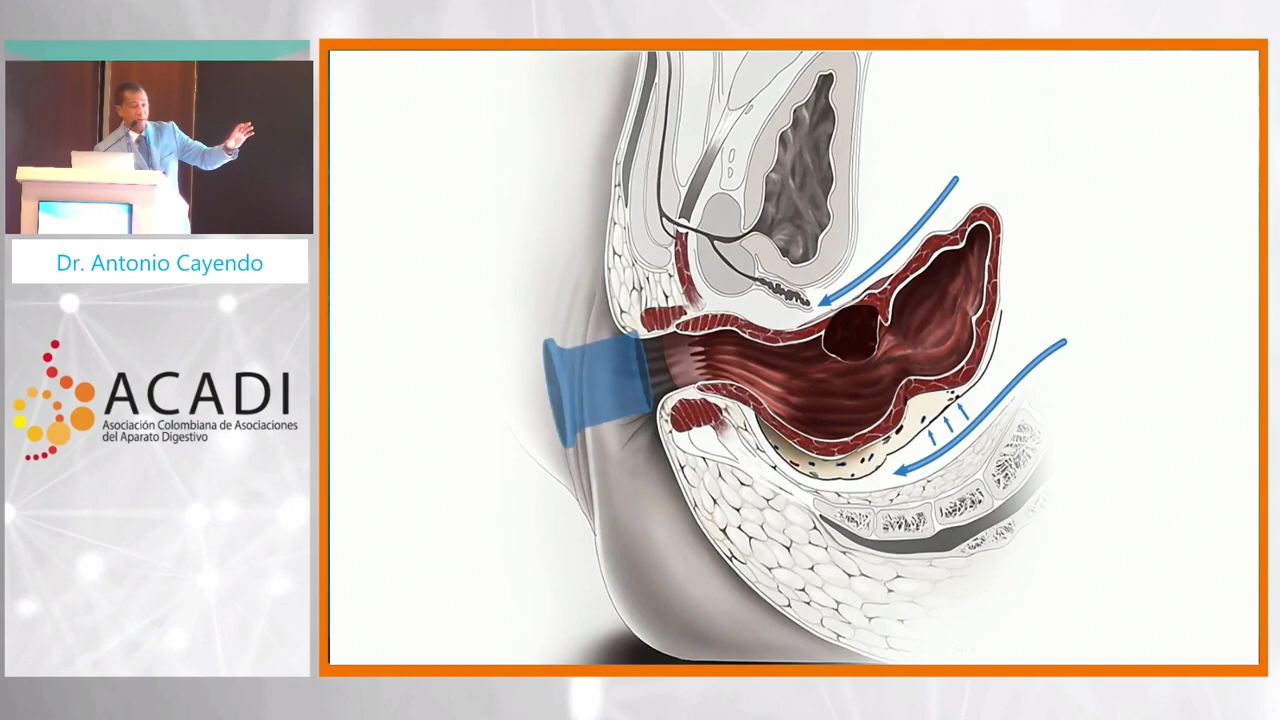 Dr. Antonio Cayendo
ACADI
Asociación Colombiana de Asociaciones
del Aparato Digestivo